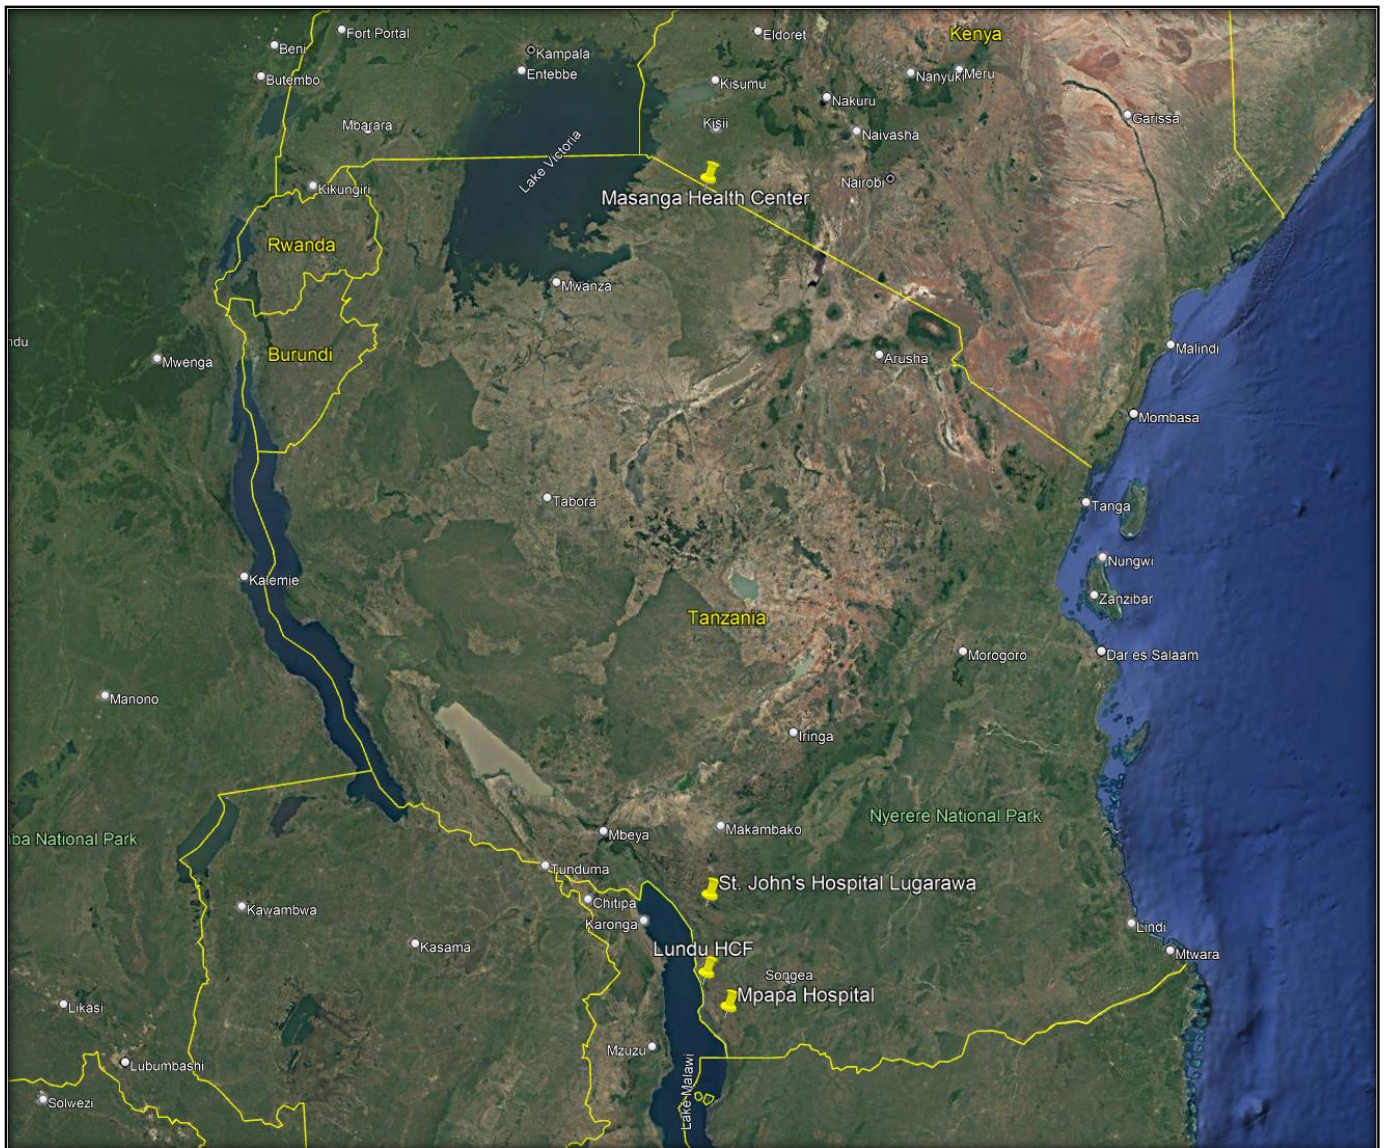 Fort Portal
Eldoret
Kenya
Beni
Kampala
Butembo
Entebbe
Kisumu
Nanyuki
Meru
Nakuru
Garissa
Mbarara
Kisii
Naivasha
Lake Victoria
Kikungiri
Nairobi
Masanga Health Center
Rwanda
Mwanza
ndu
Mwenga
Burundi
Arusha
Malindi
Mombasa
Tabora
Tanga
Nungwi
Kalemie
Zanzibar
Tanzania
Morogoro
Dar es Salaam
Manono
Iringa
Nyerere National Park
Makambako
Mbeya
ba National Park
Tunduma
St. John's Hospital Lugarawa
Chitipa
Kawambwa
Karonga
Lindi
Kasama
Lundu HCF
Mtwara
Songea
Mpapa Hospital
Likasi
Mzuzu
Lubumbashi
Lake Malawi
Solwezi